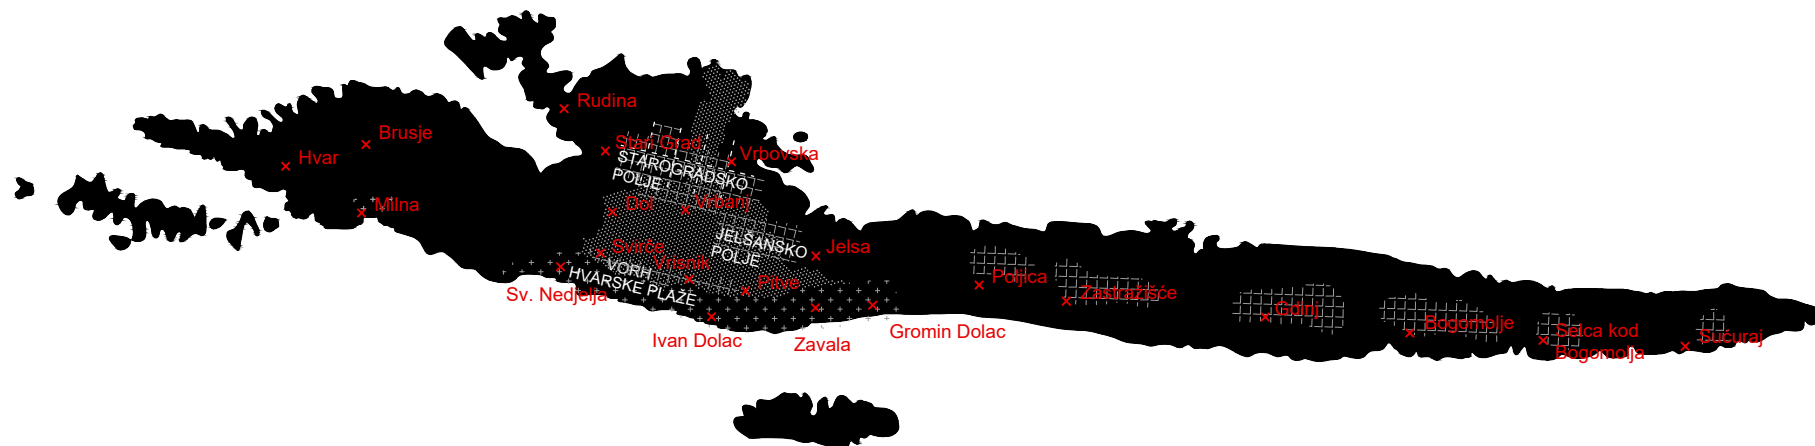 Rudina
Brusje
Stari Grad
Hvar
Vrbovska
STAROGRADSKO
POLJE
Milna
Dol
Vrbanj
JELŠANSKO
POLJE
Jelsa
Svirče
Vrisnik
VORH
HVARSKE PLAŽE
Pitve
Sv. Nedjelja
Poljica
Zastražišće
Gdinj
Bogomolje
Selca kod
Bogomolja
Sućuraj
Ivan Dolac
Zavala
Gromin Dolac